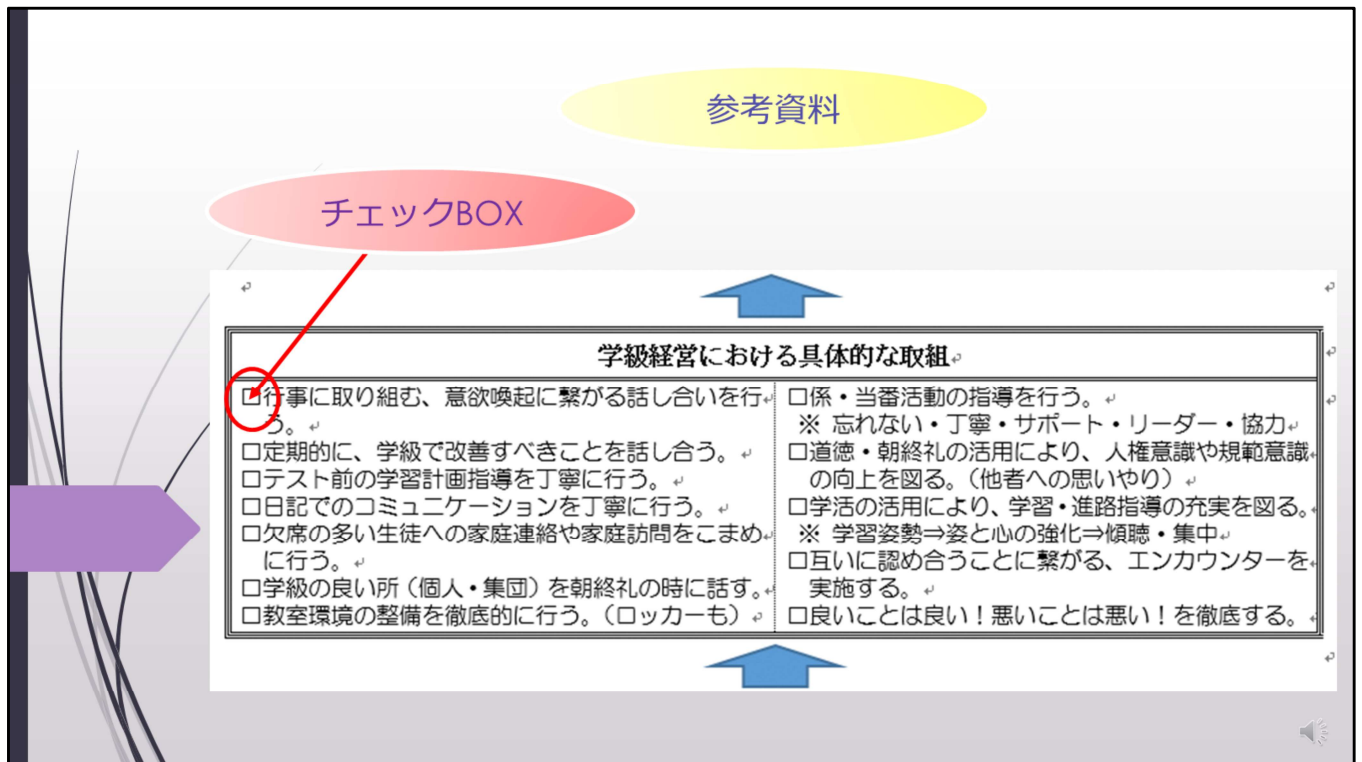 参考資料
チェックBOX
学級経営における具体的な取組
□行事に取り組む、意欲喚起に繋がる話し合いを行
う。
□定期的に、学級で改善すべきことを話し合う。
□テスト前の学習計画指導を丁寧に行う。
□日記でのコミュニケーションを丁寧に行う。
□欠席の多い生徒への家庭連絡や家庭訪問をこまめ
に行う。
□学級の良い所（個人・集団）を朝終礼の時に話す。
□教室環境の整備を徹底的に行う。（ロッカーも）
□係・当番活動の指導を行う。
※ 忘れない・丁寧・サポート・リーダー・協力
□道徳・朝終礼の活用により、人権意識や規範意識
の向上を図る。（他者への思いやり）
□学活の活用により、学習・進路指導の充実を図る。
※ 学習姿勢⇒姿と心の強化⇒傾聴・集中
□互いに認め合うことに繋がる、エンカウンターを
実施する。
□良いことは良い！悪いことは悪い！を徹底する。